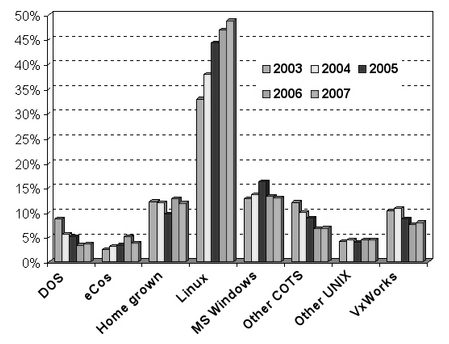 50%
45%
40%
35%
30%
25%
20%
15%
10%
5%
0%
2003 2004 2005
2006 2007
DOS
eCos
Home grown
Linux
MS Windows
Other COTS
Other UNIX
VxWorks